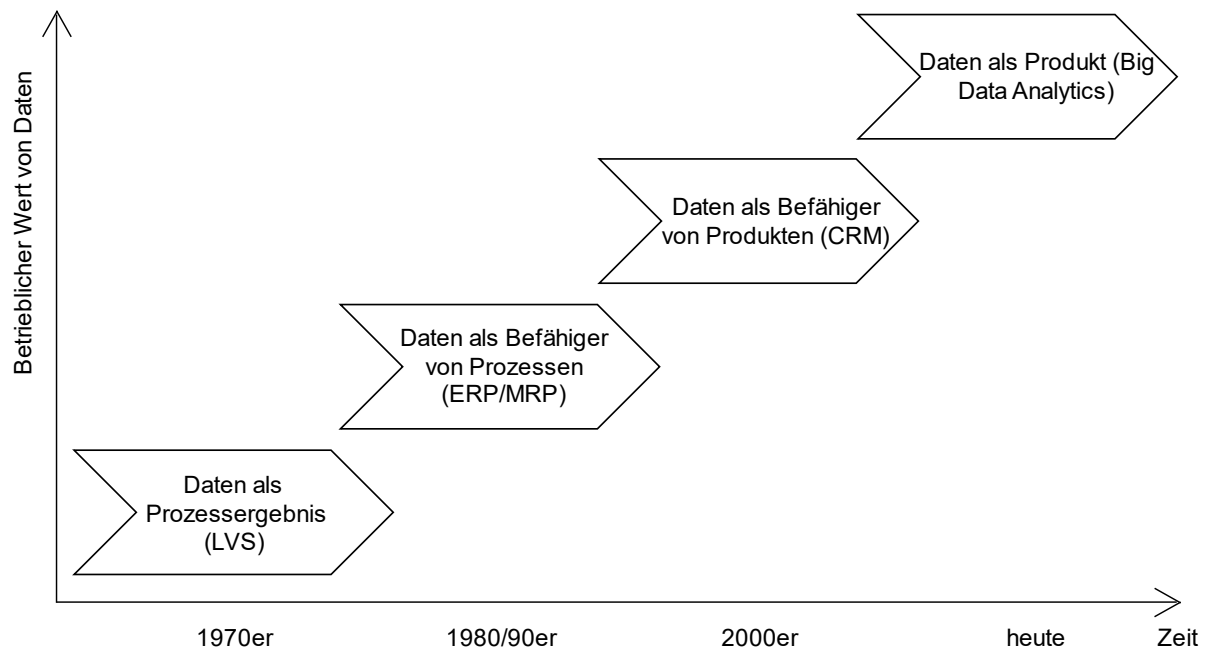 Betrieblicher Wert von Daten
Daten als Produkt (Big
Data Analytics)
Daten als Befähiger
von Produkten (CRM)
Daten als Befähiger
von Prozessen
(ERP/MRP)
Daten als
Prozessergebnis
(LVS)
1970er
1980/90er
2000er
heute
Zeit